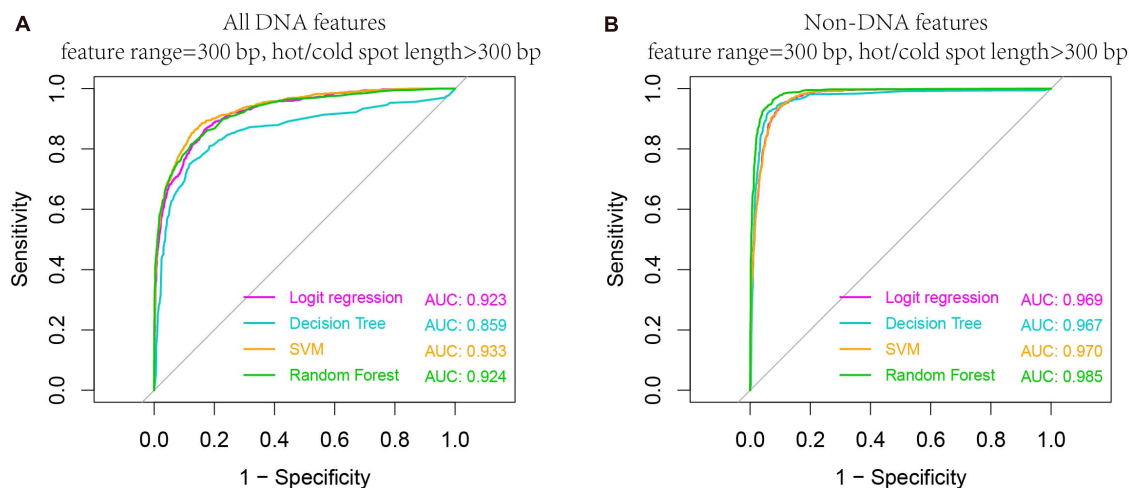 A
All DNA features
feature range=300 bp, hot/cold spot length>300 bp
Sensitivity
1.0
0.8
0.6
0.4
0.2
0.0
Logit regression AUC: 0.923
Decision Tree AUC: 0.859
SVM AUC: 0.933
Random Forest AUC: 0.924
0.0 0.2 0.4 0.6 0.8 1.0
1 − Specificity
B
Non-DNA features
feature range=300 bp, hot/cold spot length>300 bp
Sensitivity
1.0
0.8
0.6
0.4
0.2
0.0
Logit regression AUC: 0.969
Decision Tree AUC: 0.967
SVM AUC: 0.970
Random Forest AUC: 0.985
0.0 0.2 0.4 0.6 0.8 1.0
1 − Specificity